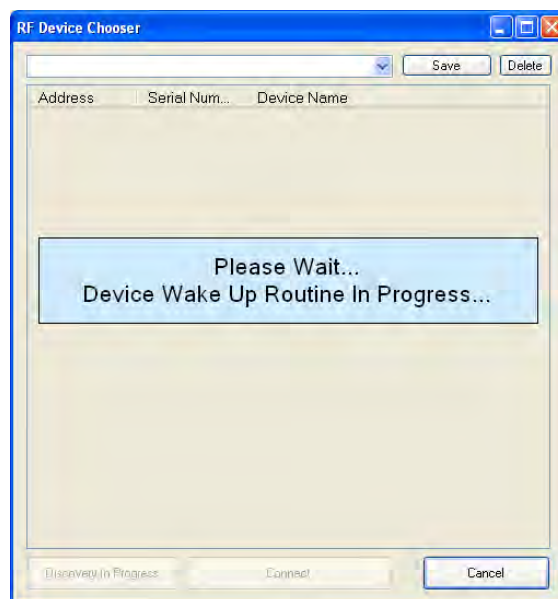 RF Device Chooser
Save Delete
Address Serial Num... Device Name
Please Wait...
Device Wake Up Routine In Progress...
Discovery In Progress Connect Cancel